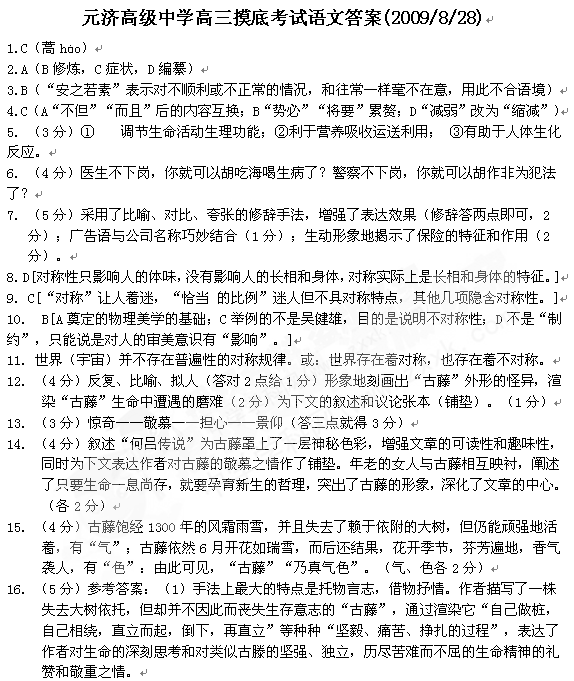 元济高级中学高三摸底考试语文答案(2009/8/28)
1.C（蒿 hāo）
2.A（B 修炼，C 症状，D 编纂）
3.B（“安之若素”表示对不顺利或不正常的情况，和往常一样毫不在意，用此不合语境）
4.C（A“不但”“而且”后的内容互换；B“势必”“将要”累赘；D“减弱”改为“缩减”）
5. （3 分）① 调节生命活动生理功能；②利于营养吸收运送利用； ③有助于人体生化
反应。
6. （4 分）医生不下岗，你就可以胡吃海喝生病了？警察不下岗，你就可以胡作非为犯法
了？
7. （5 分）采用了比喻、对比、夸张的修辞手法，增强了表达效果（修辞答两点即可，2
分）；广告语与公司名称巧妙结合（1 分）；生动形象地揭示了保险的特征和作用（2
分）。
8. D[对称性只影响人的体味，没有影响人的长相和身体，对称实际上是长相和身体的特征。]
9. C[“对称”让人着迷，“恰当 的比例”迷人但不具对称特点，其他几项隐含对称性。]
10. B[A 奠定的物理美学的基础；C 举例的不是吴健雄，目的是说明不对称性；D 不是“制
约”，只能说是对人的审美意识有“影响”。]
11. 世界（宇宙）并不存在普遍性的对称规律。或：世界存在着对称，也存在着不对称。
12. （4 分）反复、比喻、拟人（答对 2 点给 1 分）形象地刻画出“古藤”外形的怪异，渲
染“古藤”生命中遭遇的磨难（2 分）为下文的叙述和议论张本（铺垫）。（1 分）
13. （3 分）惊奇——敬慕——担心——景仰（答三点就得 3 分）
14. （4 分）叙述“何吕传说”为古藤罩上了一层神秘色彩，增强文章的可读性和趣味性，
同时为下文表达作者对古藤的敬慕之情作了铺垫。年老的女人与古藤相互映衬，阐述
了只要生命一息尚存，就要孕育新生的哲理，突出了古藤的形象，深化了文章的中心。
（各 2 分）
15. （4 分）古藤饱经 1300 年的风霜雨雪，并且失去了赖于依附的大树，但仍能顽强地活
着，有“气”；古藤依然 6 月开花如瑞雪，而后还结果，花开季节，芬芳遍地，香气
袭人，有“色”：由此可见，“古藤”“乃真气色”。（气、色各 2 分）
16. （5 分）参考答案：（1）手法上最大的特点是托物言志，借物抒情。作者描写了一株
失去大树依托，但却并不因此而丧失生存意志的“古藤”，通过渲染它“自己做桩，
自己相绕，直立而起，倒下，再直立”等种种“坚毅、痛苦、挣扎的过程”，表达了
作者对生命的深刻思考和对类似古滕的坚强、独立，历尽苦难而不屈的生命精神的礼
赞和敬重之情。